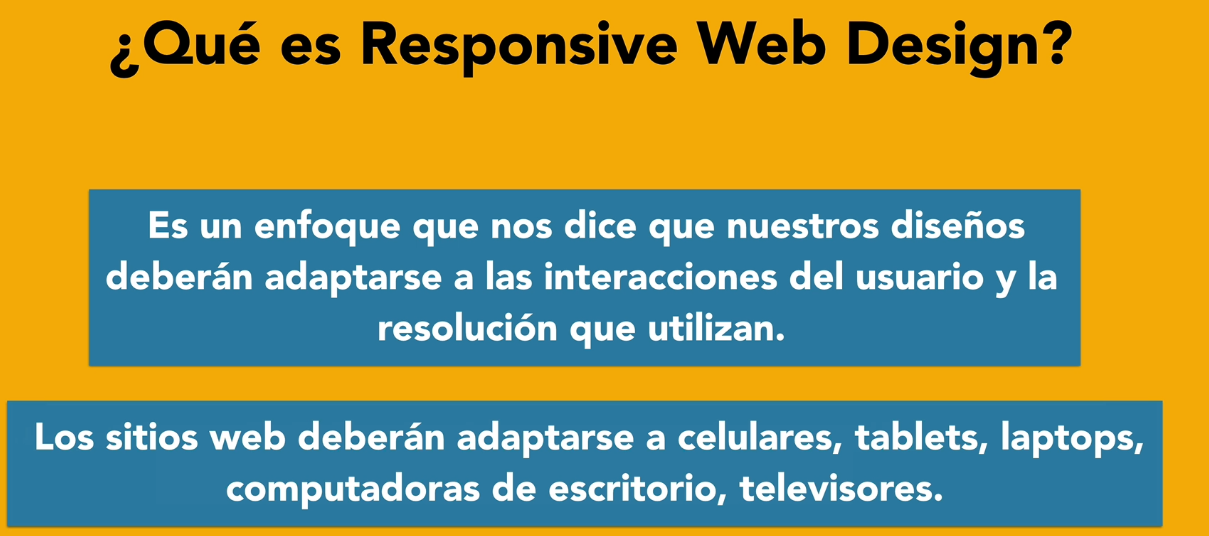 ¿Qué es Responsive Web Design?
Es un enfoque que nos dice que nuestros diseños
deberán adaptarse a las interacciones del usuario y la
resolución que utilizan.
Los sitios web deberán adaptarse a celulares, tablets, laptops,
computadoras de escritorio, televisores.